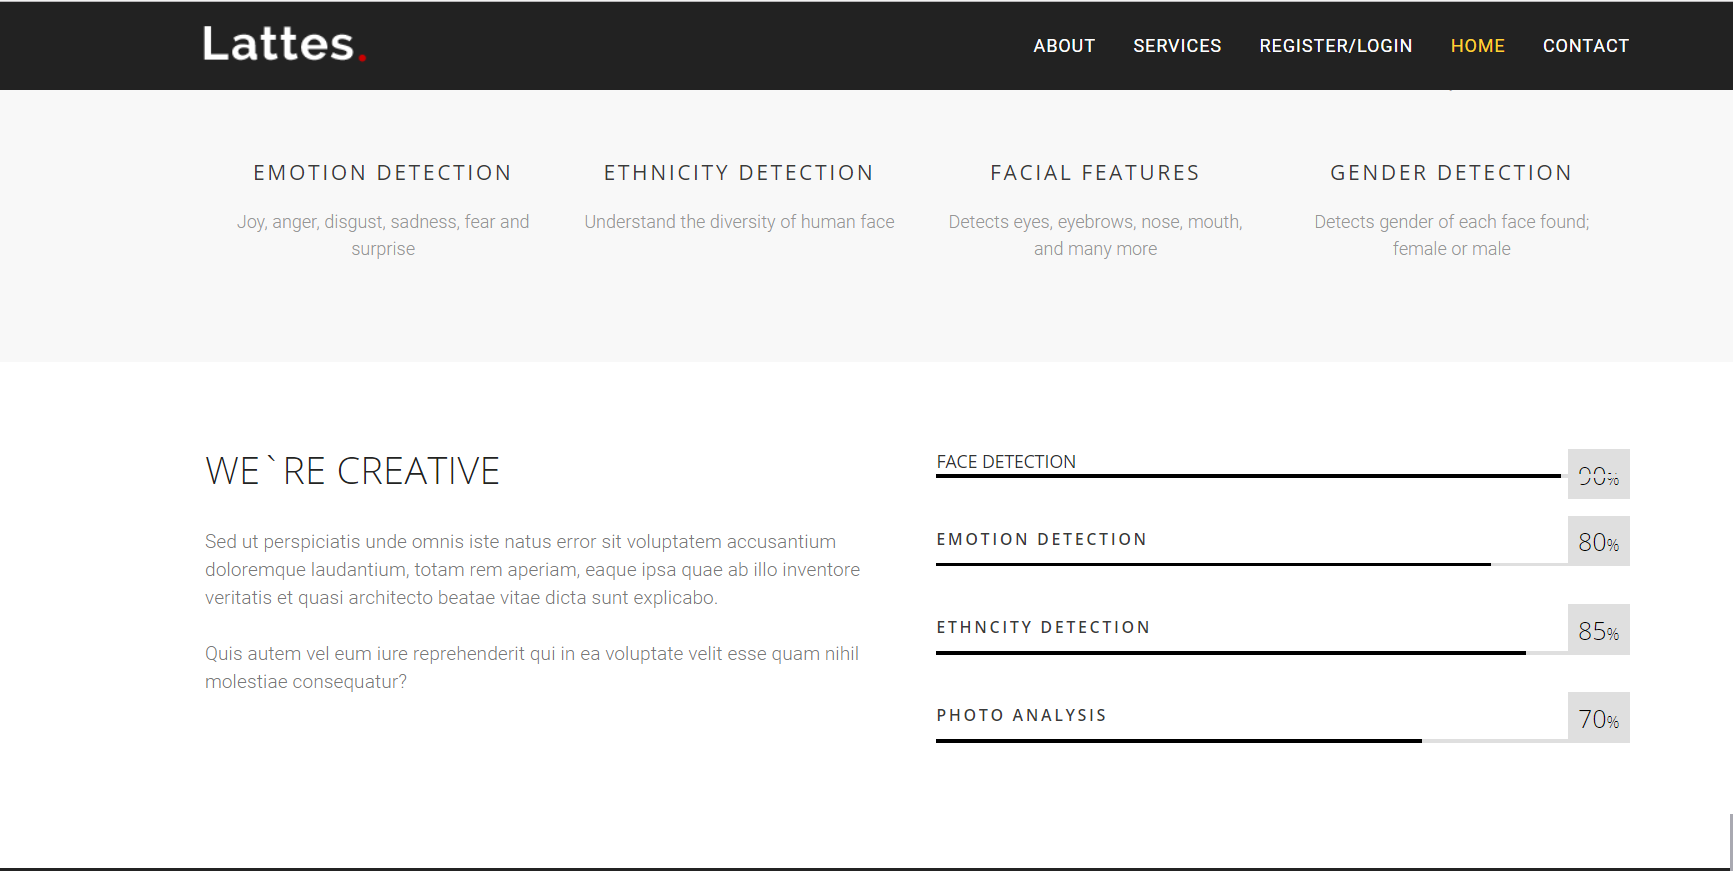 Lattes.
ABOUT SERVICES REGISTER/LOGIN HOME CONTACT
EMOTION DETECTION
Joy, anger, disgust, sadness, fear and
surprise
ETHNICITY DETECTION
Understand the diversity of human face
FACIAL FEATURES
Detects eyes, eyebrows, nose, mouth,
and many more
GENDER DETECTION
Detects gender of each face found;
female or male
WE`RE CREATIVE
Sed ut perspiciatis unde omnis iste natus error sit voluptatem accusantium
doloremque laudantium, totam rem aperiam, eaque ipsa quae ab illo inventore
veritatis et quasi architecto beatae vitae dicta sunt explicabo.
Quis autem vel eum iure reprehenderit qui in ea voluptate velit esse quam nihil
molestiae consequatur?
FACE DETECTION
90%
EMOTION DETECTION
80%
ETHNCITY DETECTION
85%
PHOTO ANALYSIS
70%